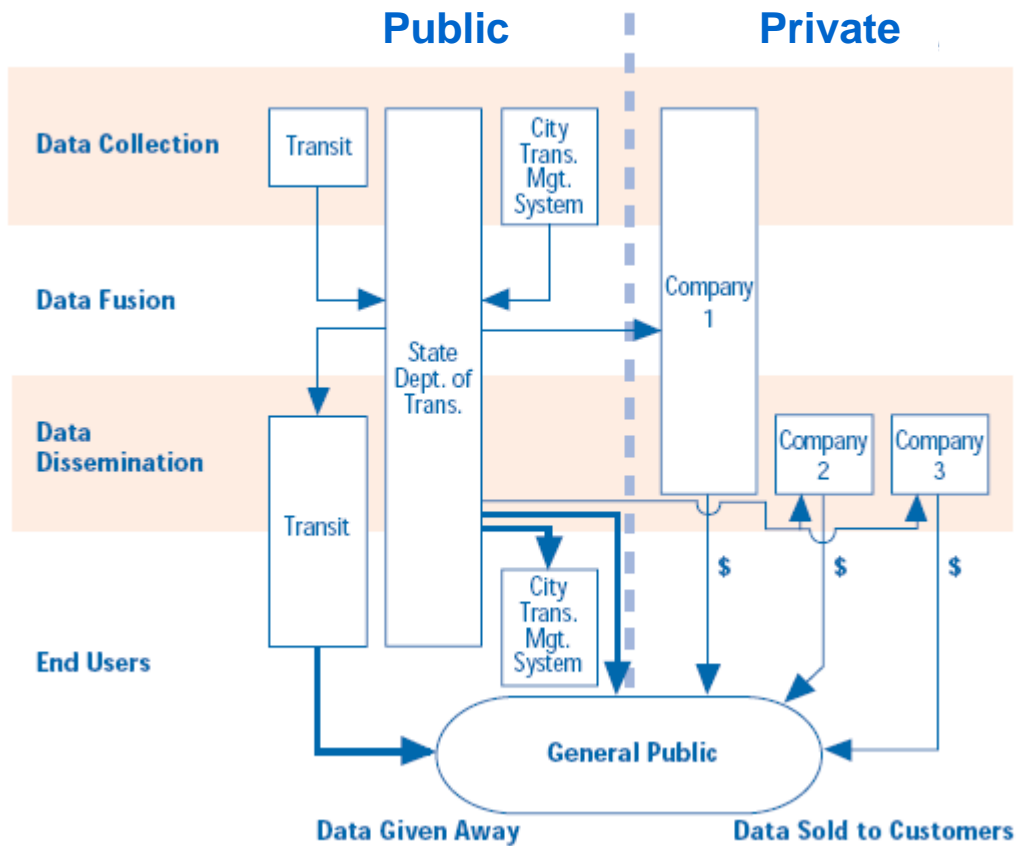 Public
Private
Data Collection
Transit
City
Trans.
Mgt.
System
Data Fusion
Company
1
State
Dept. of
Trans.
Data
Dissemination
Company
2
Company
3
Transit
$
$
$
City
Trans.
Mgt.
System
End Users
General Public
Data Given Away
Data Sold to Customers